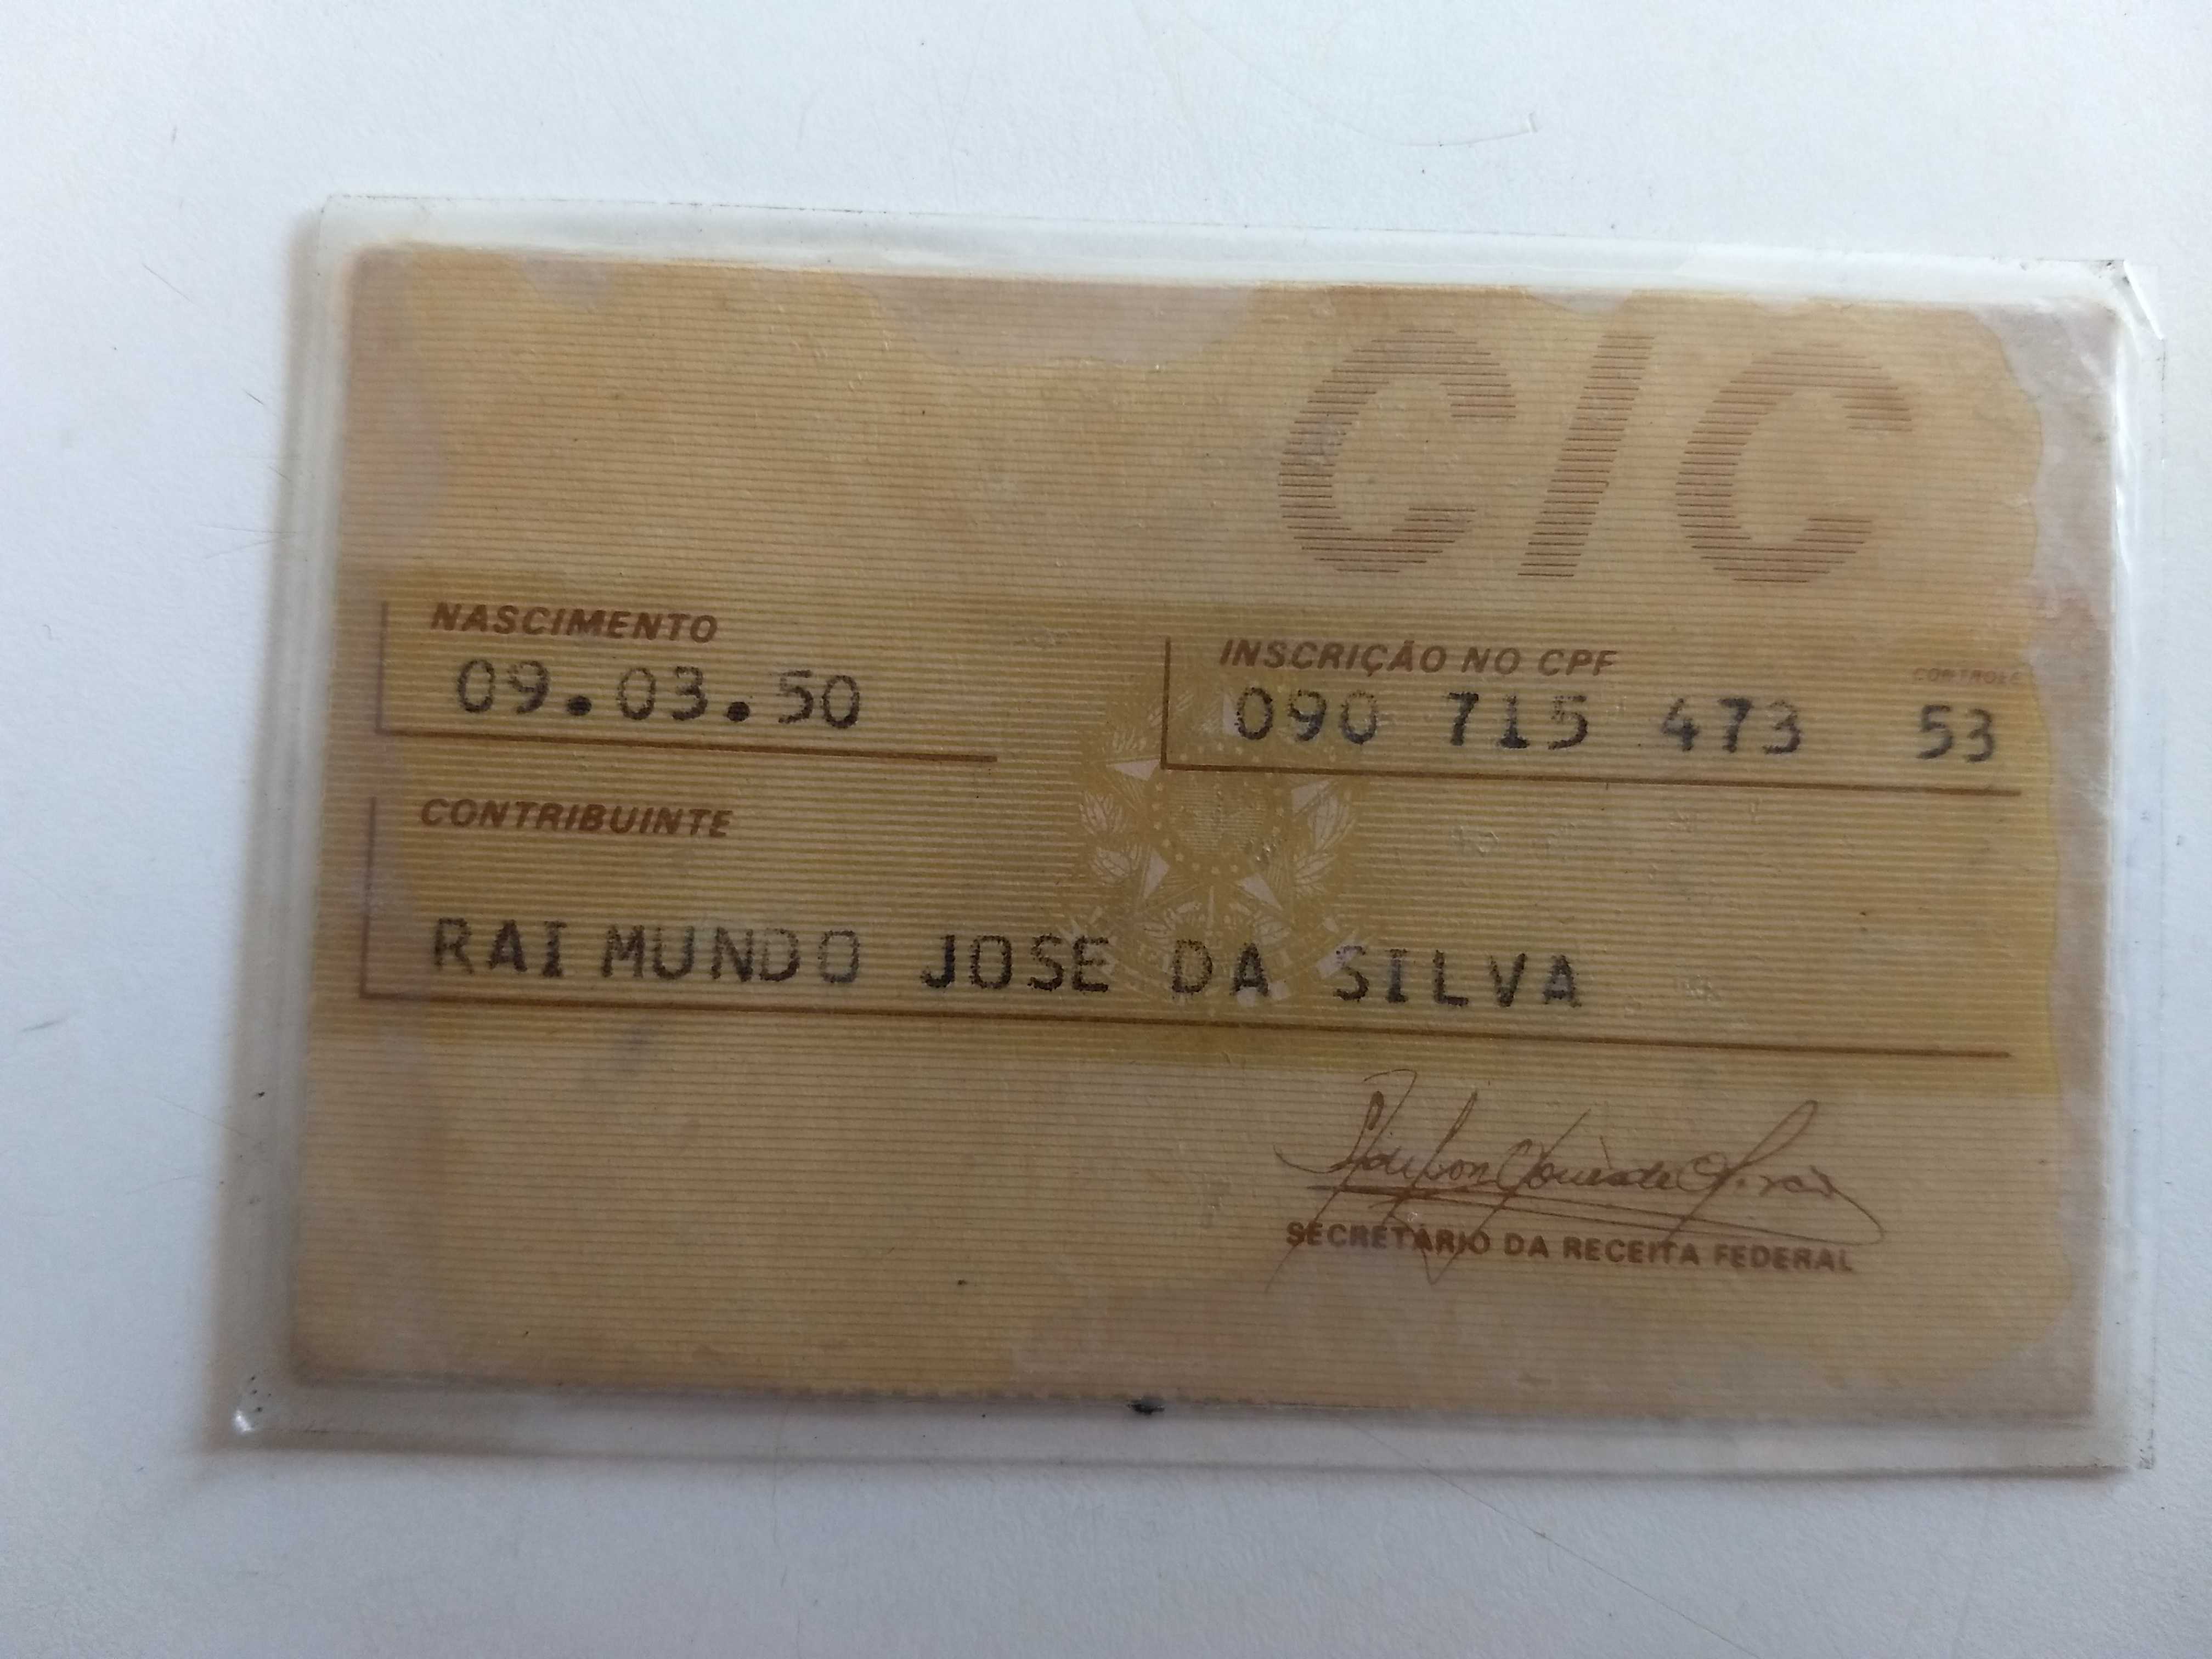 CIC
NASCIMENTO
09.03.50
INSCRIÇÃO NO CPF CONTROLE
090 715 473 53
CONTRIBUINTE
RAIMUNDO JOSE DA SILVA
SECRETÁRIO DA RECEITA FEDERAL